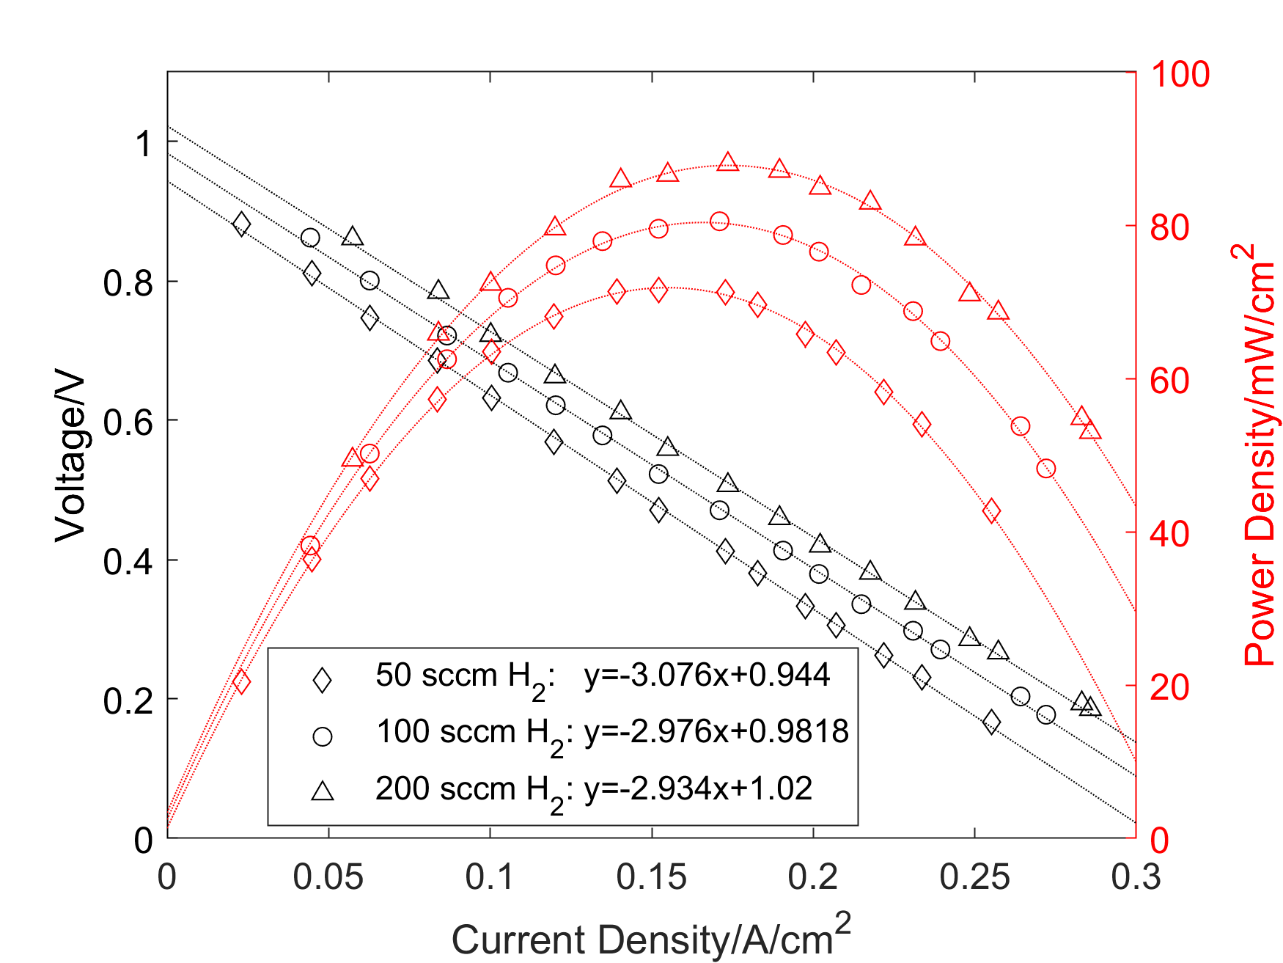 100
80
60
40
20
0
Power Density/mW/cm²
1
0.8
0.6
0.4
0.2
0
Voltage/V
50 sccm H₂: y=-3.076x+0.944
100 sccm H₂: y=-2.976x+0.9818
200 sccm H₂: y=-2.934x+1.02
0 0.05 0.1 0.15 0.2 0.25 0.3
Current Density/A/cm²